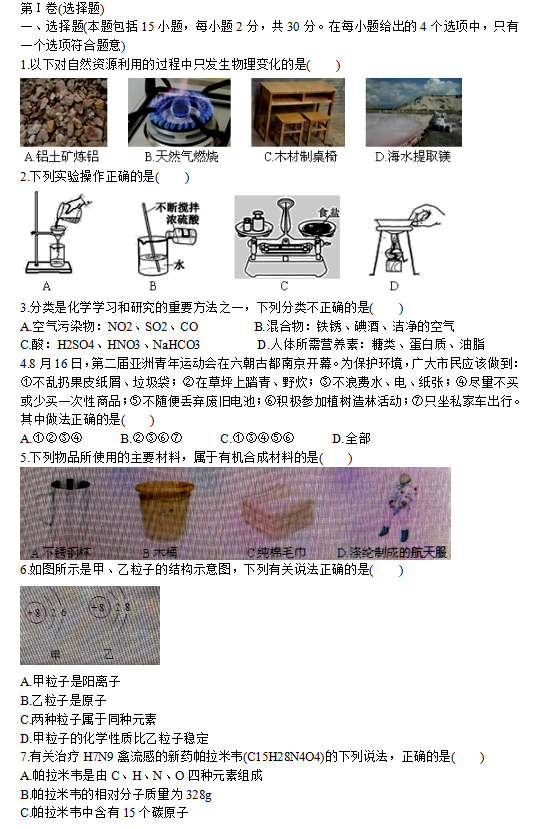 第Ⅰ卷(选择题)
一、选择题(本题包括15小题，每小题2分，共30分。在每小题给出的4个选项中，只有
一个选项符合题意)
1.以下对自然资源利用的过程中只发生物理变化的是(　　)
A.铝土矿炼铝　B.天然气燃烧　C.木材制桌椅　D.海水提取镁
2.下列实验操作正确的是(　　)
不断搅拌
浓硫酸
水
食盐
A　B　C　D
3.分类是化学学习和研究的重要方法之一，下列分类不正确的是(　　)
A.空气污染物：NO2、SO2、CO　B.混合物：铁锈、碘酒、洁净的空气
C.酸：H2SO4、HNO3、NaHCO3　D.人体所需营养素：糖类、蛋白质、油脂
4.8月16日，第二届亚洲青年运动会在六朝古都南京开幕。为保护环境，广大市民应该做到：
①不乱扔果皮纸屑、垃圾袋；②在草坪上踏青、野炊；③不浪费水、电、纸张；④尽量不买
或少买一次性商品；⑤不随便丢弃废旧电池；⑥积极参加植树造林活动；⑦只坐私家车出行。
其中做法正确的是(　　)
A.①②③④　B.②⑤⑥⑦　C.①③④⑤⑥　D.全部
5.下列物品所使用的主要材料，属于有机合成材料的是(　　)
A.不锈钢杯　B.木桶　C.纯棉毛巾　D.涤纶制成的航天服
6.如图所示是甲、乙粒子的结构示意图，下列有关说法正确的是(　　)
+8 2 6　+8 2 8
甲　乙
A.甲粒子是阳离子
B.乙粒子是原子
C.两种粒子属于同种元素
D.甲粒子的化学性质比乙粒子稳定
7.有关治疗H7N9禽流感的新药帕拉米韦(C15H28N4O4)的下列说法，正确的是(　　)
A.帕拉米韦是由C、H、N、O四种元素组成
B.帕拉米韦的相对分子质量为328g
C.帕拉米韦中含有15个碳原子